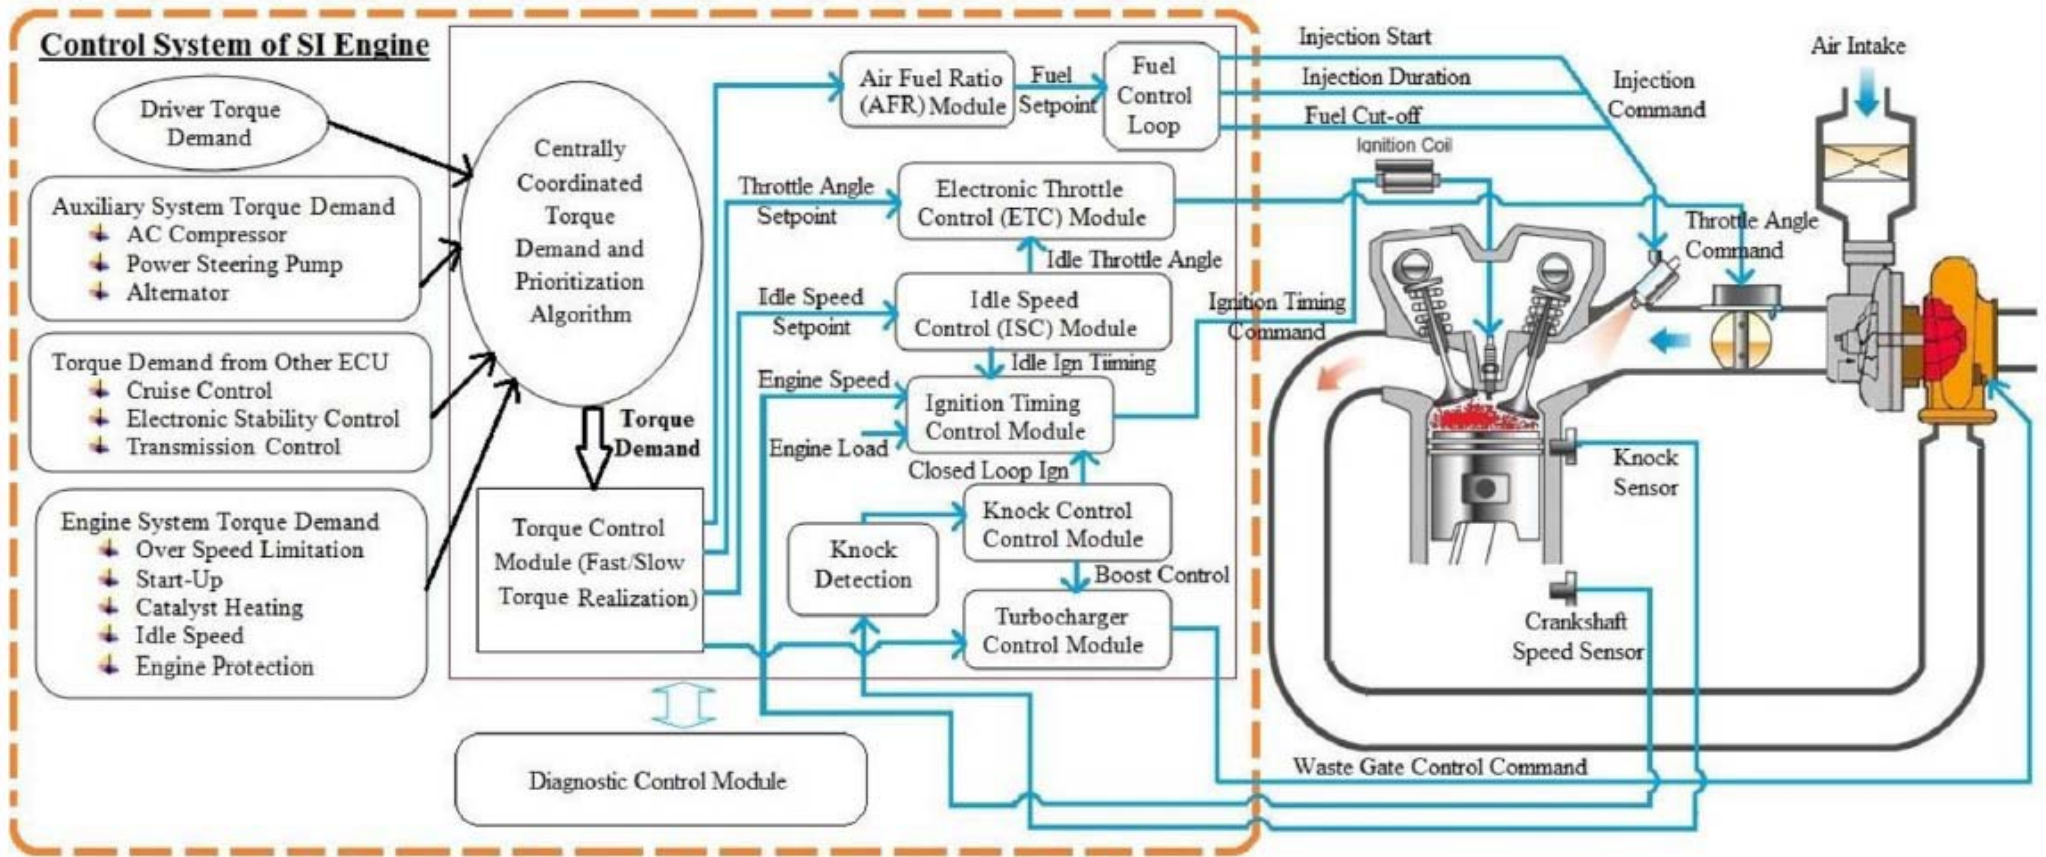 Control System of SI Engine
Driver Torque
Demand
Auxiliary System Torque Demand
AC Compressor
Power Steering Pump
Alternator
Torque Demand from Other ECU
Cruise Control
Electronic Stability Control
Transmission Control
Engine System Torque Demand
Over Speed Limitation
Start-Up
Catalyst Heating
Idle Speed
Engine Protection
Centrally
Coordinated
Torque
Demand and
Prioritization
Algorithm
Torque
Demand
Torque Control
Module (Fast/Slow
Torque Realization)
Diagnostic Control Module
Air Fuel Ratio
(AFR) Module
Fuel
Setpoint
Fuel
Control
Loop
Throttle Angle
Setpoint
Electronic Throttle
Control (ETC) Module
Idle Throttle Angle
Idle Speed
Setpoint
Idle Speed
Control (ISC) Module
Idle Ign Tiiming
Engine Speed
Engine Load
Ignition Timing
Control Module
Closed Loop Ign
Knock Control
Control Module
Knock
Detection
Boost Control
Turbocharger
Control Module
Injection Start
Injection Duration
Fuel Cut-off
Injection
Command
Ignition Coil
Air Intake
Throttle Angle
Command
Ignition Timing
Command
Knock
Sensor
Crankshaft
Speed Sensor
Waste Gate Control Command